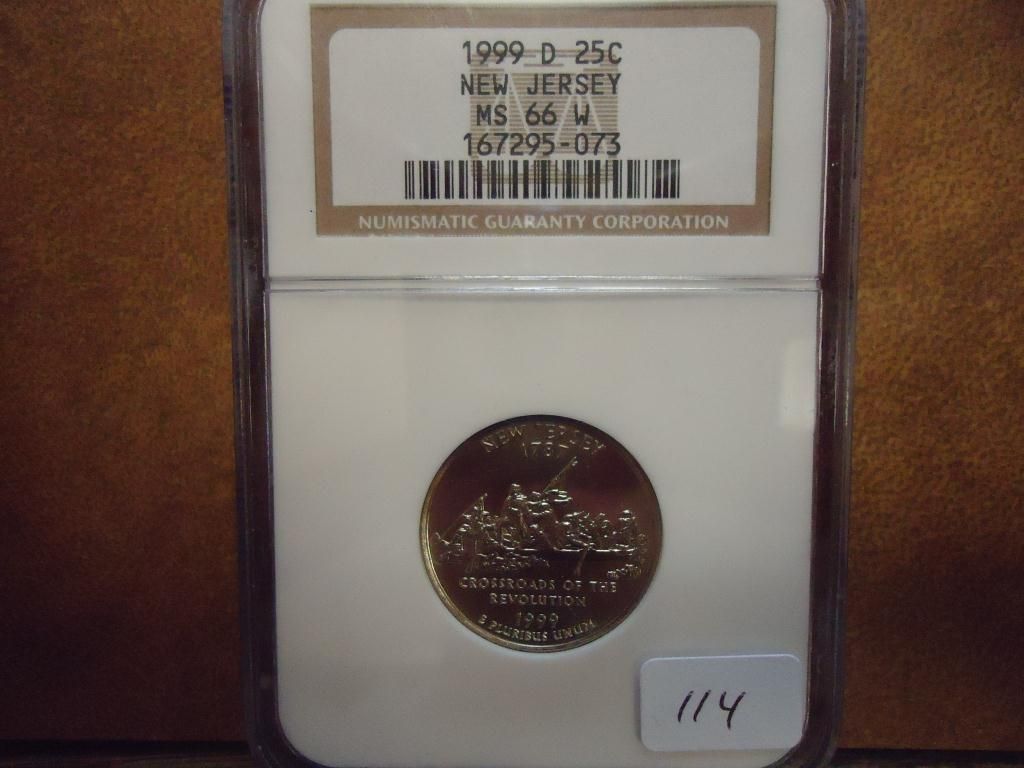 1999 D 25C
NEW JERSEY
MS 66 W
167295-073
NUMISMATIC GUARANTY CORPORATION
NEW JERSEY
1787
CROSSROADS OF THE
REVOLUTION
1999
E PLURIBUS UNUM
114